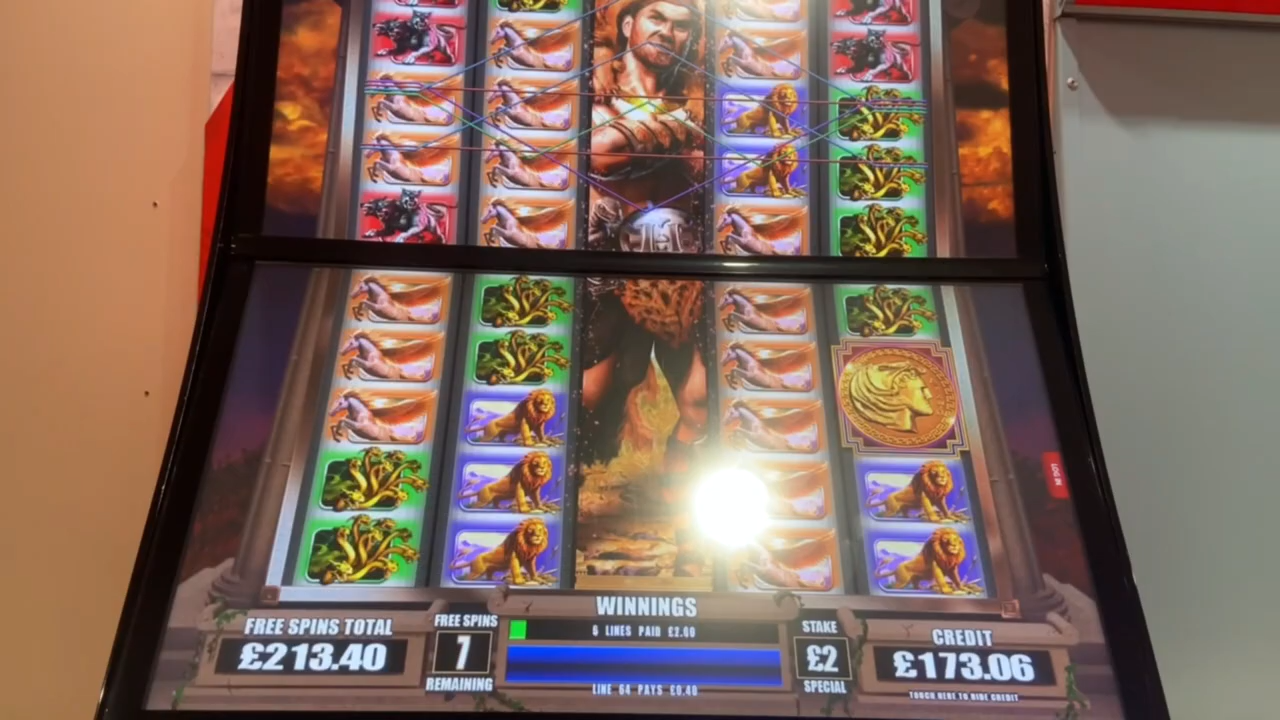 FREE SPINS TOTAL
£213.40
FREE SPINS
7
REMAINING
WINNINGS
6 LINES PAID £2.00
LINE 64 PAYS £0.40
STAKE
£2
SPECIAL
CREDIT
£173.06
TOUCH HERE TO HIDE CREDIT